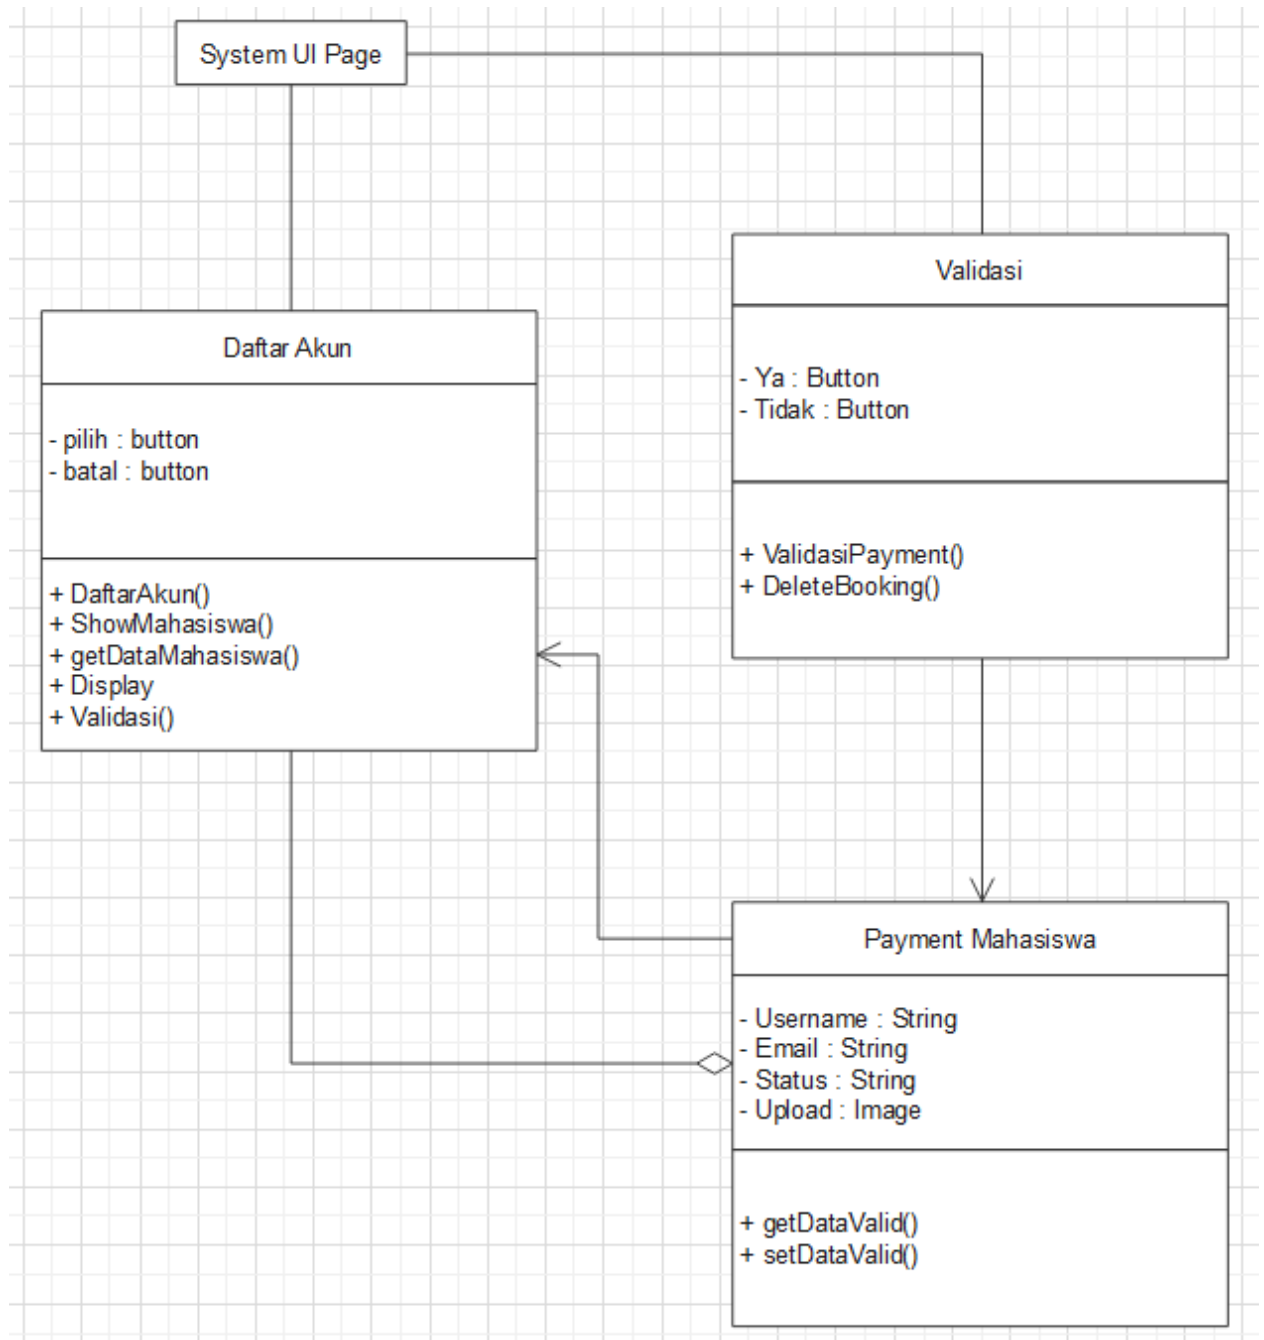 System UI Page
Validasi
- Ya : Button
- Tidak : Button
+ ValidasiPayment()
+ DeleteBooking()
Daftar Akun
- pilih : button
- batal : button
+ DaftarAkun()
+ ShowMahasiswa()
+ getDataMahasiswa()
+ Display
+ Validasi()
Payment Mahasiswa
- Username : String
- Email : String
- Status : String
- Upload : Image
+ getDataValid()
+ setDataValid()